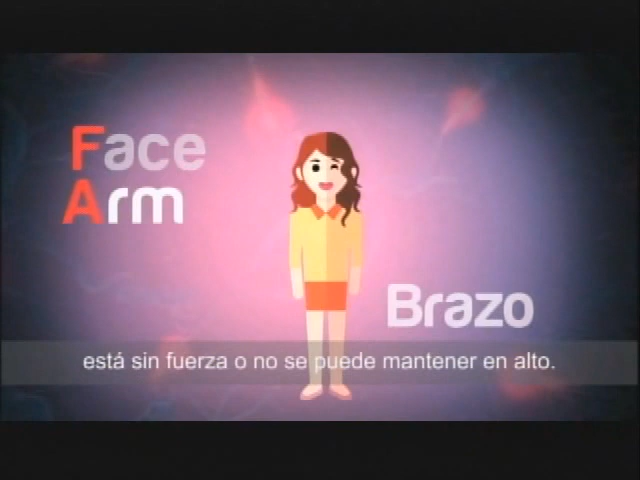 Face
Arm
Brazo
está sin fuerza o no se puede mantener en alto.